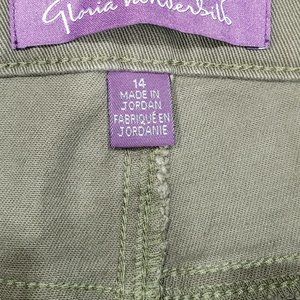 Gloria Vanderbilt
14
MADE IN
JORDAN
FABRIQUÉ EN
JORDANIE